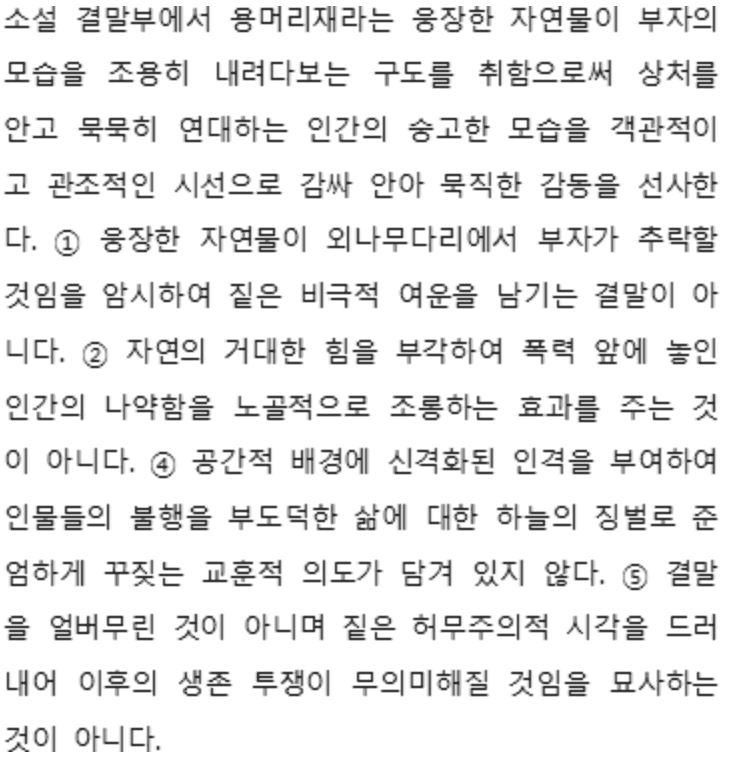 소설 결말부에서 용머리재라는 웅장한 자연물이 부자의
모습을 조용히 내려다보는 구도를 취함으로써 상처를
안고 묵묵히 연대하는 인간의 숭고한 모습을 객관적이
고 관조적인 시선으로 감싸 안아 묵직한 감동을 선사한
다. ① 웅장한 자연물이 외나무다리에서 부자가 추락할
것임을 암시하여 짙은 비극적 여운을 남기는 결말이 아
니다. ② 자연의 거대한 힘을 부각하여 폭력 앞에 놓인
인간의 나약함을 노골적으로 조롱하는 효과를 주는 것
이 아니다. ④ 공간적 배경에 신격화된 인격을 부여하여
인물들의 불행을 부도덕한 삶에 대한 하늘의 징벌로 준
엄하게 꾸짖는 교훈적 의도가 담겨 있지 않다. ⑤ 결말
을 얼버무린 것이 아니며 짙은 허무주의적 시각을 드러
내어 이후의 생존 투쟁이 무의미해질 것임을 묘사하는
것이 아니다.